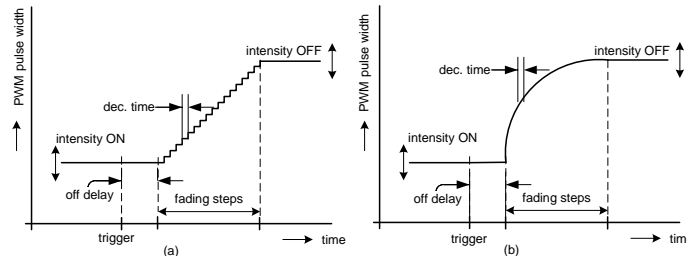 PWM pulse width
intensity OFF
dec. time
intensity ON
off delay
fading steps
trigger
time
(a)
PWM pulse width
intensity OFF
dec. time
intensity ON
off delay
fading steps
trigger
tim
(b)